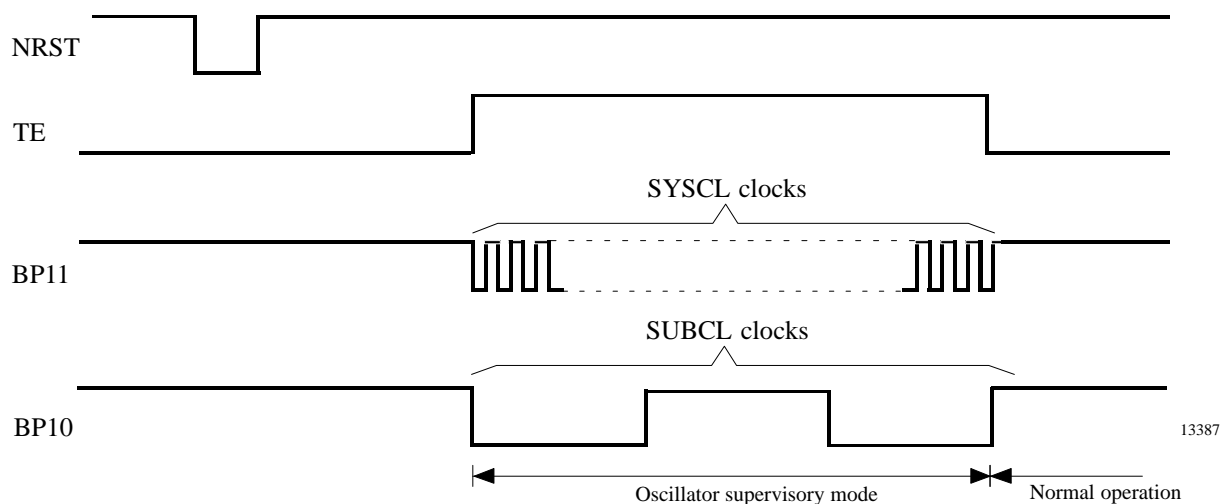 NRST
TE
SYSCL clocks
BP11
SUBCL clocks
BP10
13387
Oscillator supervisory mode
Normal operation